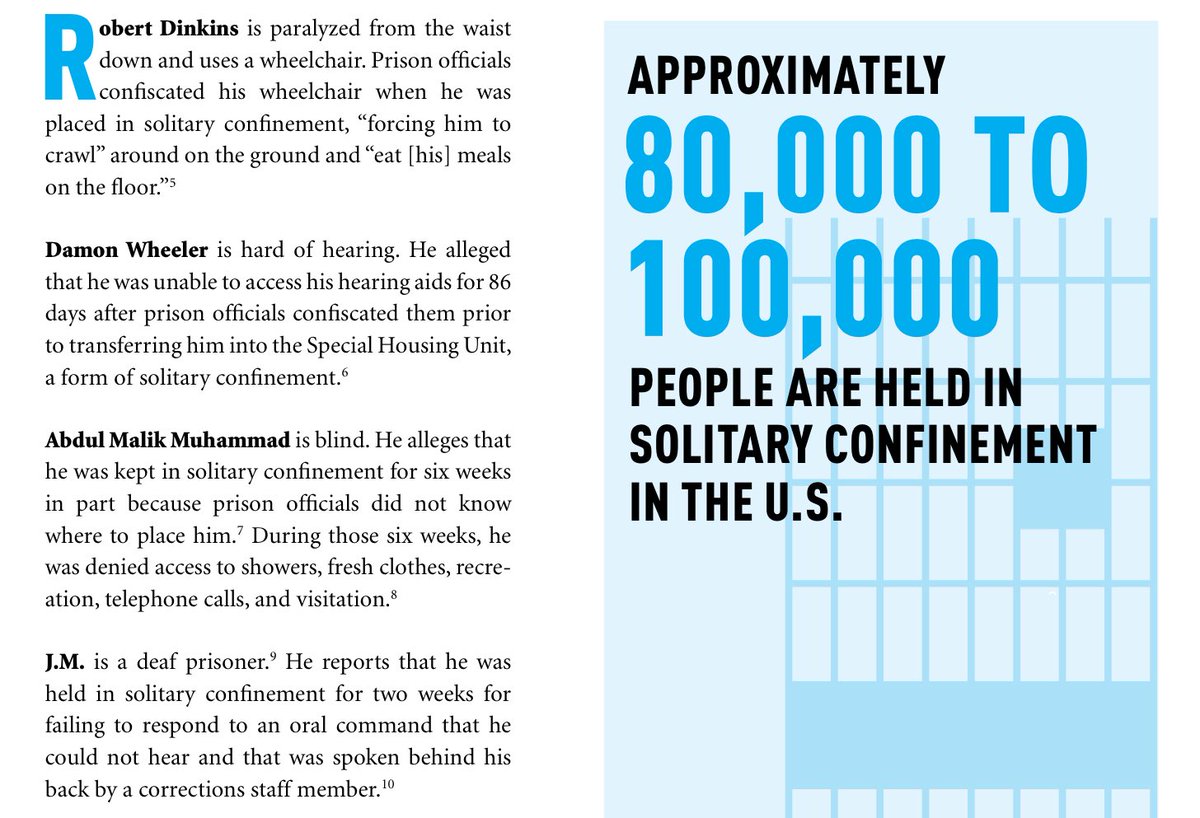 Robert Dinkins is paralyzed from the waist
down and uses a wheelchair. Prison officials
confiscated his wheelchair when he was
placed in solitary confinement, “forcing him to
crawl” around on the ground and “eat [his] meals
on the floor.”5
Damon Wheeler is hard of hearing. He alleged
that he was unable to access his hearing aids for 86
days after prison officials confiscated them prior
to transferring him into the Special Housing Unit,
a form of solitary confinement.6
Abdul Malik Muhammad is blind. He alleges that
he was kept in solitary confinement for six weeks
in part because prison officials did not know
where to place him.7 During those six weeks, he
was denied access to showers, fresh clothes, recre-
ation, telephone calls, and visitation.8
J.M. is a deaf prisoner.9 He reports that he was
held in solitary confinement for two weeks for
failing to respond to an oral command that he
could not hear and that was spoken behind his
back by a corrections staff member.10
APPROXIMATELY
80,000 TO
100,000
PEOPLE ARE HELD IN
SOLITARY CONFINEMENT
IN THE U.S.